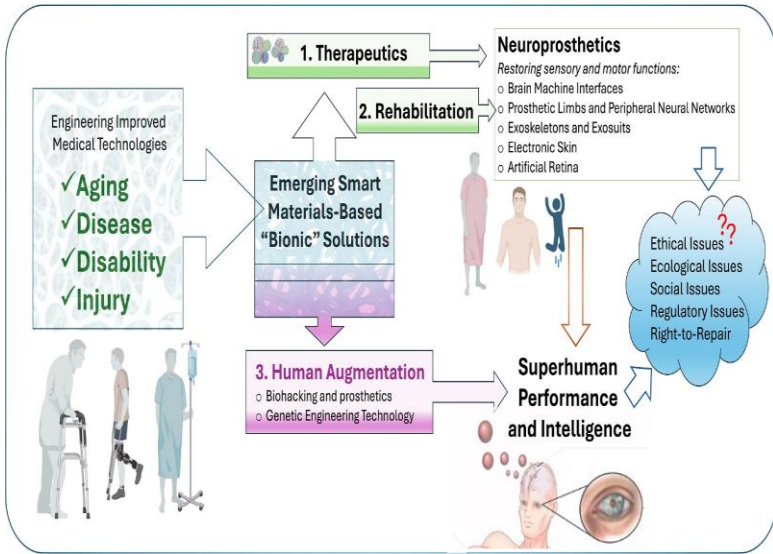 Engineering Improved
Medical Technologies
✓Aging
✓Disease
✓Disability
✓Injury
Emerging Smart
Materials-Based
“Bionic” Solutions
1. Therapeutics
2. Rehabilitation
Neuroprosthetics
Restoring sensory and motor functions:
○ Brain Machine Interfaces
○ Prosthetic Limbs and Peripheral Neural Networks
○ Exoskeletons and Exosuits
○ Electronic Skin
○ Artificial Retina
3. Human Augmentation
○ Biohacking and prosthetics
○ Genetic Engineering Technology
Superhuman
Performance
and Intelligence
??
Ethical Issues
Ecological Issues
Social Issues
Regulatory Issues
Right-to-Repair